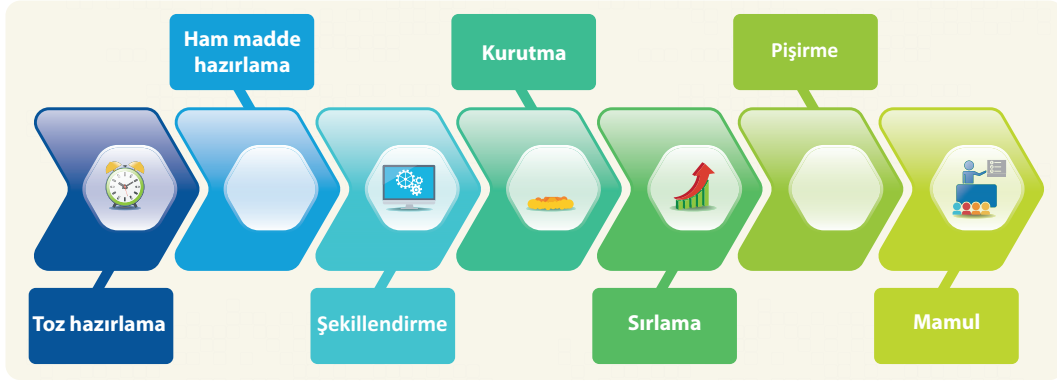 Toz hazırlama
Ham madde
hazırlama
Şekillendirme
Kurutma
Sırlama
Pişirme
Mamul